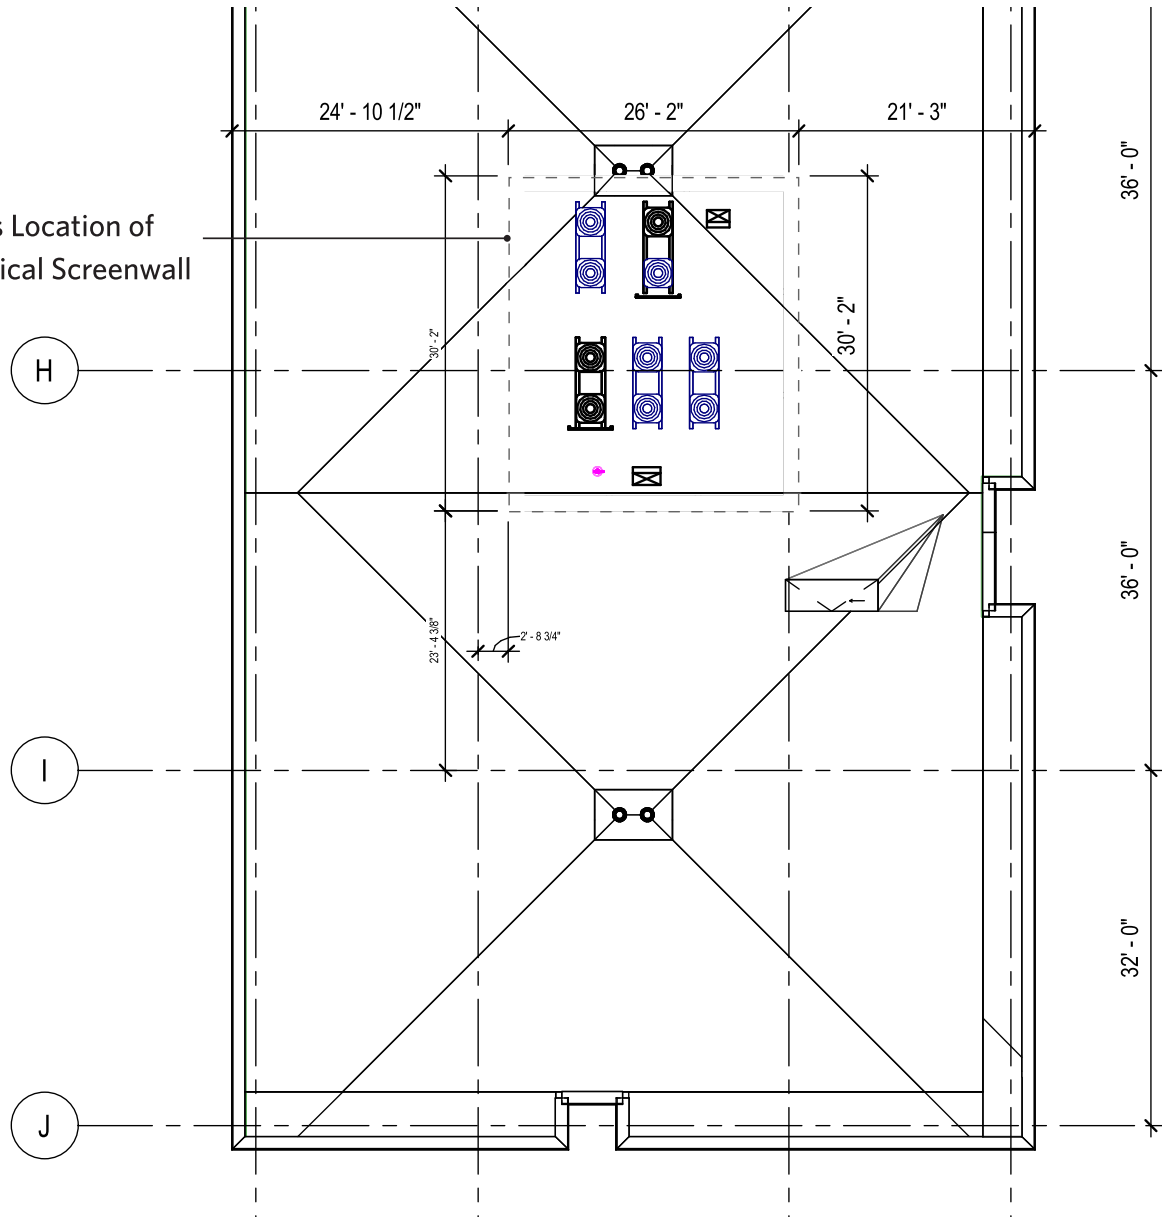 24' - 10 1/2"
26' - 2"
21' - 3"
36' - 0"
s Location of
ical Screenwall
30' - 2"
30' - 2"
H
36' - 0"
23' - 4 3/8"
2' - 8 3/4"
I
32' - 0"
J